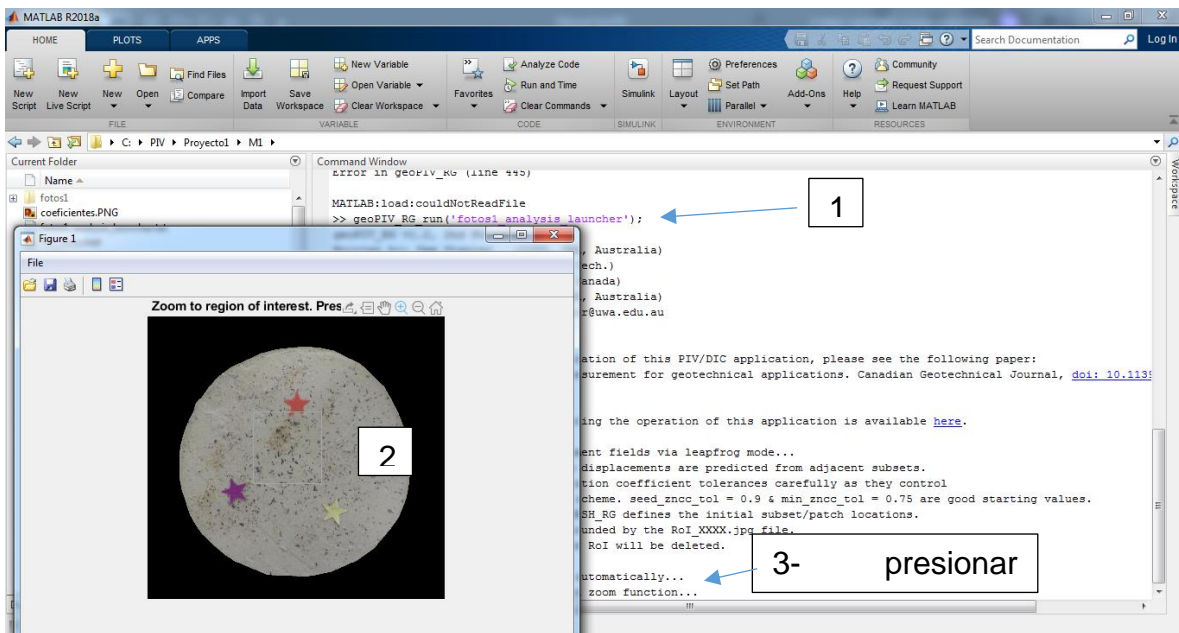 MATLAB R2018a
HOME PLOTS APPS
Search Documentation Log In
New Script
New Live Script
New
Open
Find Files
Compare
Import Data
Save Workspace
New Variable
Open Variable
Clear Workspace
Favorites
Analyze Code
Run and Time
Clear Commands
Simulink
Layout
Preferences
Set Path
Parallel
Add-Ons
Help
Community
Request Support
Learn MATLAB
FILE VARIABLE CODE SIMULINK ENVIRONMENT RESOURCES
C: PIV Proyecto1 M1
Current Folder
Name
fotos1
coeficientes.PNG
Command Window
Workspace
Error in geoPIV_RG (line 445)
MATLAB:load:couldNotReadFile
>> geoPIV_RG_run('fotos1_analysis_launcher');
1
, Australia)
ech.)
anada)
, Australia)
r@uwa.edu.au
ation of this PIV/DIC application, please see the following paper:
surement for geotechnical applications. Canadian Geotechnical Journal, doi: 10.1139
ing the operation of this application is available here.
ent fields via leapfrog mode...
displacements are predicted from adjacent subsets.
tion coefficient tolerances carefully as they control
cheme. seed_zncc_tol = 0.9 & min_zncc_tol = 0.75 are good starting values.
SH_RG defines the initial subset/patch locations.
unded by the RoI_XXXX.jpg file.
RoI will be deleted.
utomatically...
zoom function...
3- presionar
Figure 1
File
Zoom to region of interest. Pres
2